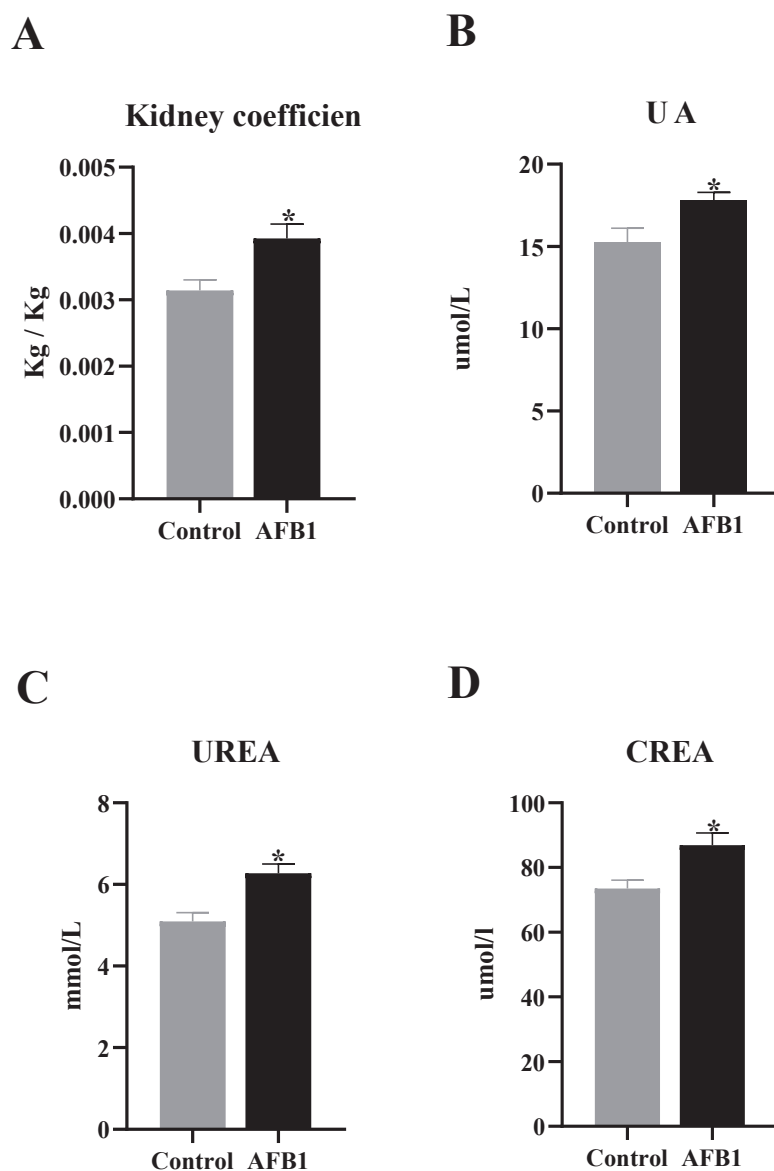 A
Kidney coefficien
Kg / Kg
0.005
0.004
0.003
0.002
0.001
0.000
*
Control AFB1
B
U A
umol/L
20
15
10
5
0
*
Control AFB1
C
UREA
mmol/L
8
6
4
2
0
*
Control AFB1
D
CREA
umol/l
100
80
60
40
20
0
*
Control AFB1